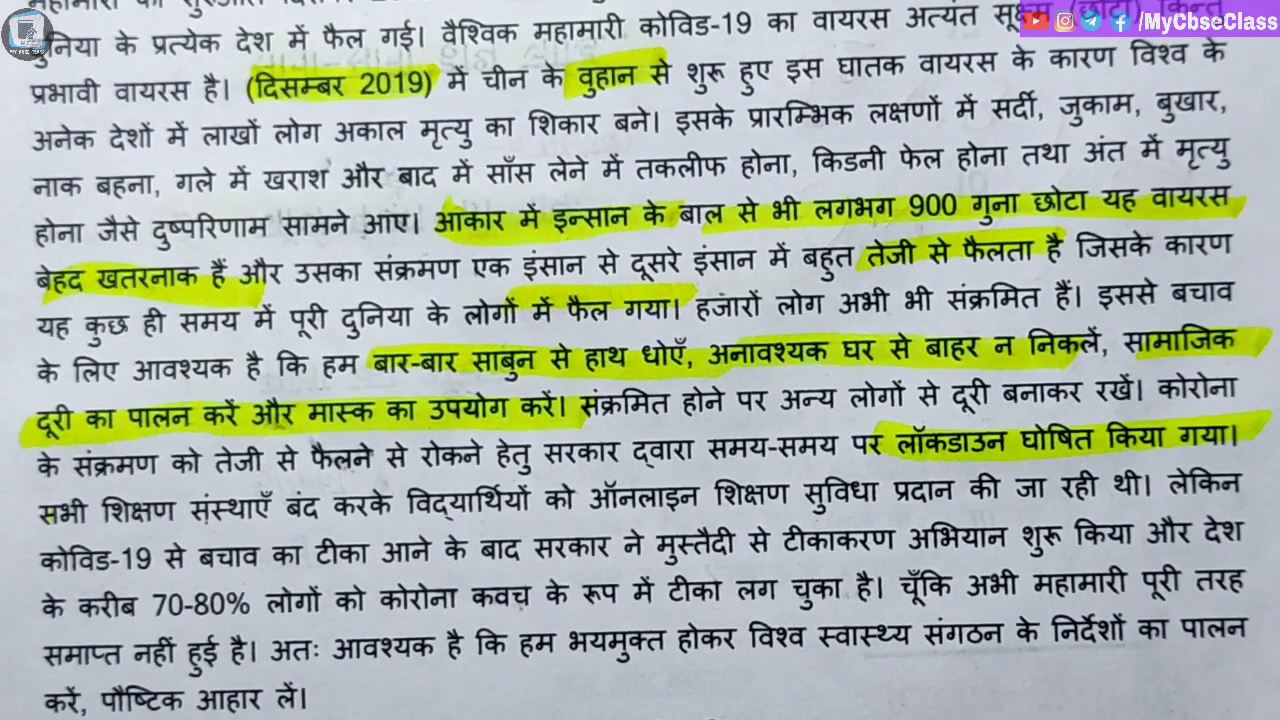 /MyCbseClass
दुनिया के प्रत्येक देश में फैल गई। वैश्विक महामारी कोविड-19 का वायरस अत्यंत सूक्ष्म (छोटा) किन्तु
प्रभावी वायरस है। (दिसम्बर 2019) में चीन के वुहान से शुरू हुए इस घातक वायरस के कारण विश्व के
अनेक देशों में लाखों लोग अकाल मृत्यु का शिकार बने। इसके प्रारम्भिक लक्षणों में सर्दी, जुकाम, बुखार,
नाक बहना, गले में खराश और बाद में साँस लेने में तकलीफ होना, किडनी फेल होना तथा अंत में मृत्यु
होना जैसे दुष्परिणाम सामने आए। आकार में इन्सान के बाल से भी लगभग 900 गुना छोटा यह वायरस
बेहद खतरनाक हैं और उसका संक्रमण एक इंसान से दूसरे इंसान में बहुत तेजी से फैलता है जिसके कारण
यह कुछ ही समय में पूरी दुनिया के लोगों में फैल गया। हजारों लोग अभी भी संक्रमित हैं। इससे बचाव
के लिए आवश्यक है कि हम बार-बार साबुन से हाथ धोएँ, अनावश्यक घर से बाहर न निकलें, सामाजिक
दूरी का पालन करें और मास्क का उपयोग करें। संक्रमित होने पर अन्य लोगों से दूरी बनाकर रखें। कोरोना
के संक्रमण को तेजी से फैलने से रोकने हेतु सरकार द्वारा समय-समय पर लॉकडाउन घोषित किया गया।
सभी शिक्षण संस्थाएँ बंद करके विद्यार्थियों को ऑनलाइन शिक्षण सुविधा प्रदान की जा रही थी। लेकिन
कोविड-19 से बचाव का टीका आने के बाद सरकार ने मुस्तैदी से टीकाकरण अभियान शुरू किया और देश
के करीब 70-80% लोगों को कोरोना कवच के रूप में टीका लग चुका है। चूँकि अभी महामारी पूरी तरह
समाप्त नहीं हुई है। अतः आवश्यक है कि हम भयमुक्त होकर विश्व स्वास्थ्य संगठन के निर्देशों का पालन
करें, पौष्टिक आहार लें।